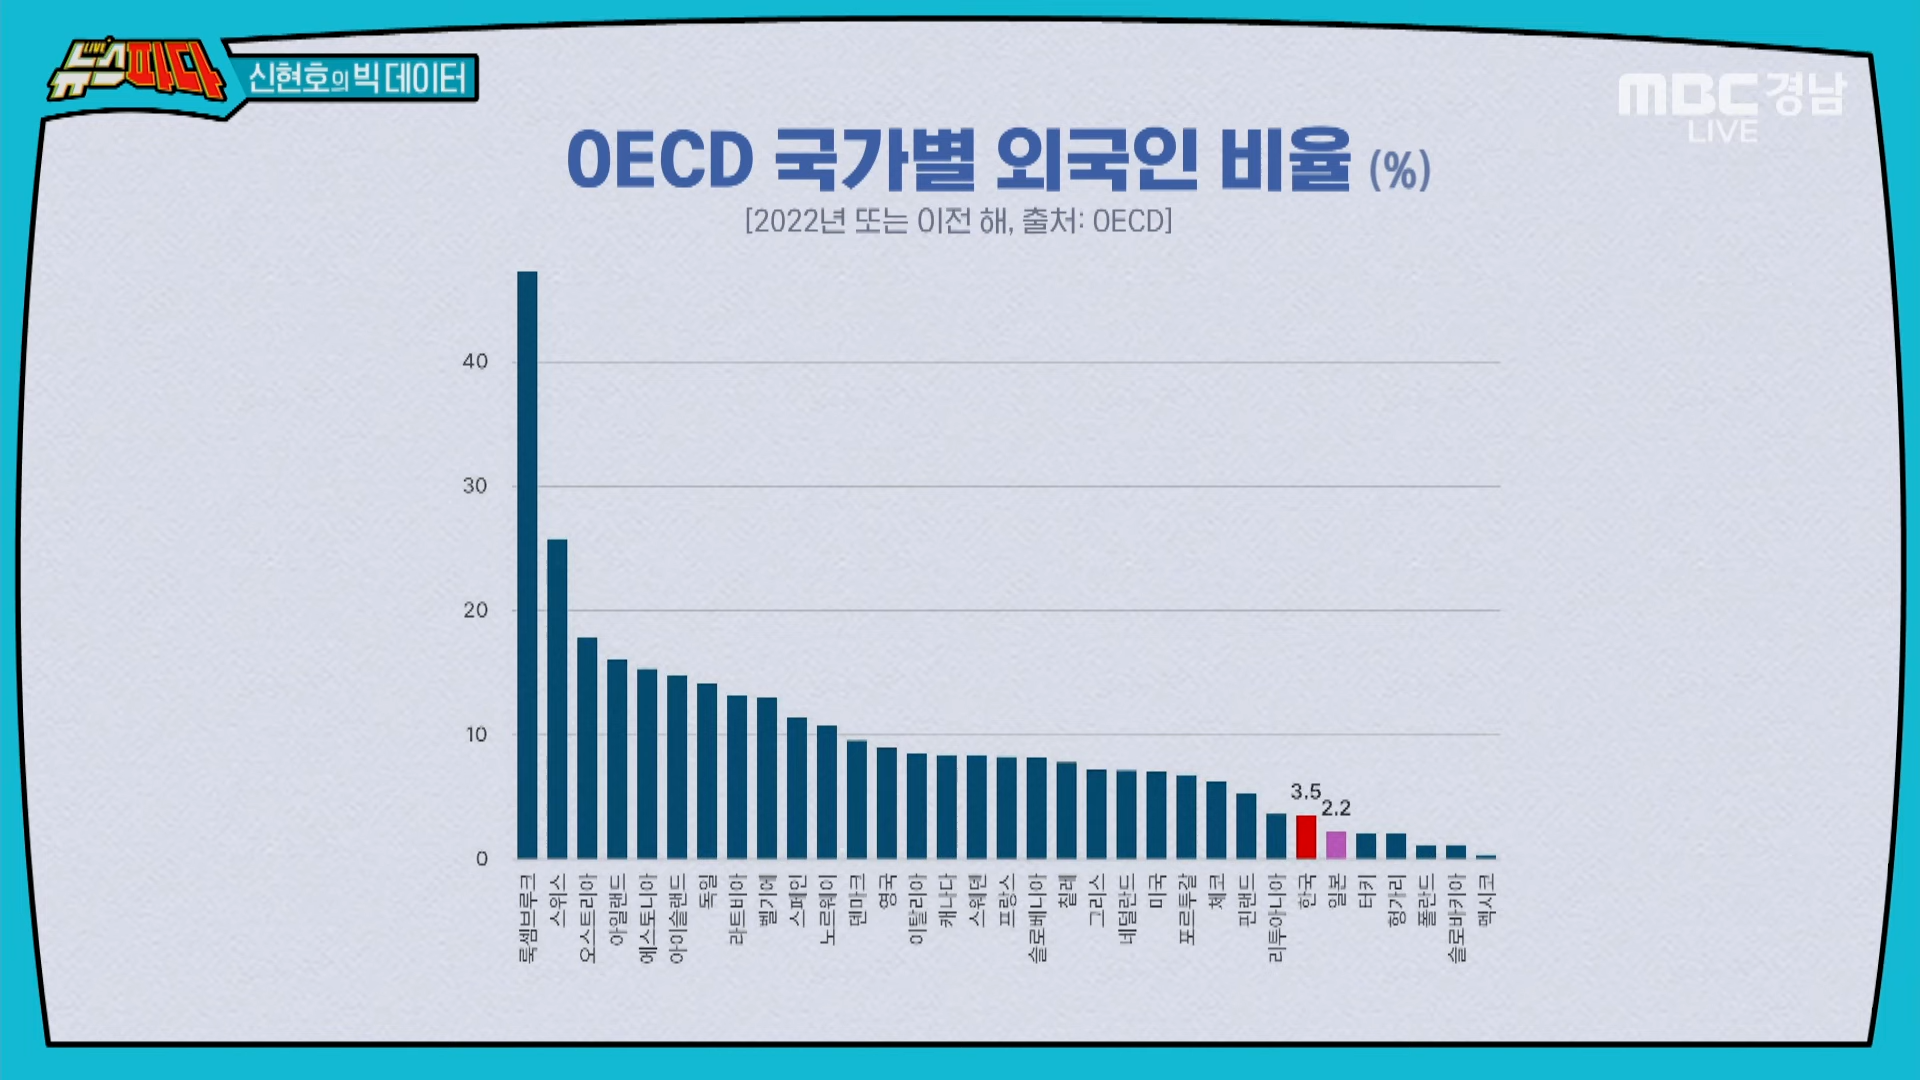 LIVE
뉴스파다
신현호의 빅 데이터
MBC 경남
LIVE
OECD 국가별 외국인 비율 (%)
[2022년 또는 이전 해, 출처: OECD]
40
30
20
10
0
3.5
2.2
룩셈부르크
스위스
오스트리아
아일랜드
에스토니아
아이슬랜드
독일
라트비아
벨기에
스페인
노르웨이
덴마크
영국
이탈리아
캐나다
스웨덴
프랑스
슬로베니아
칠레
그리스
네덜란드
미국
포르투갈
체코
핀랜드
리투아니아
한국
일본
터키
헝가리
폴란드
슬로바키아
멕시코